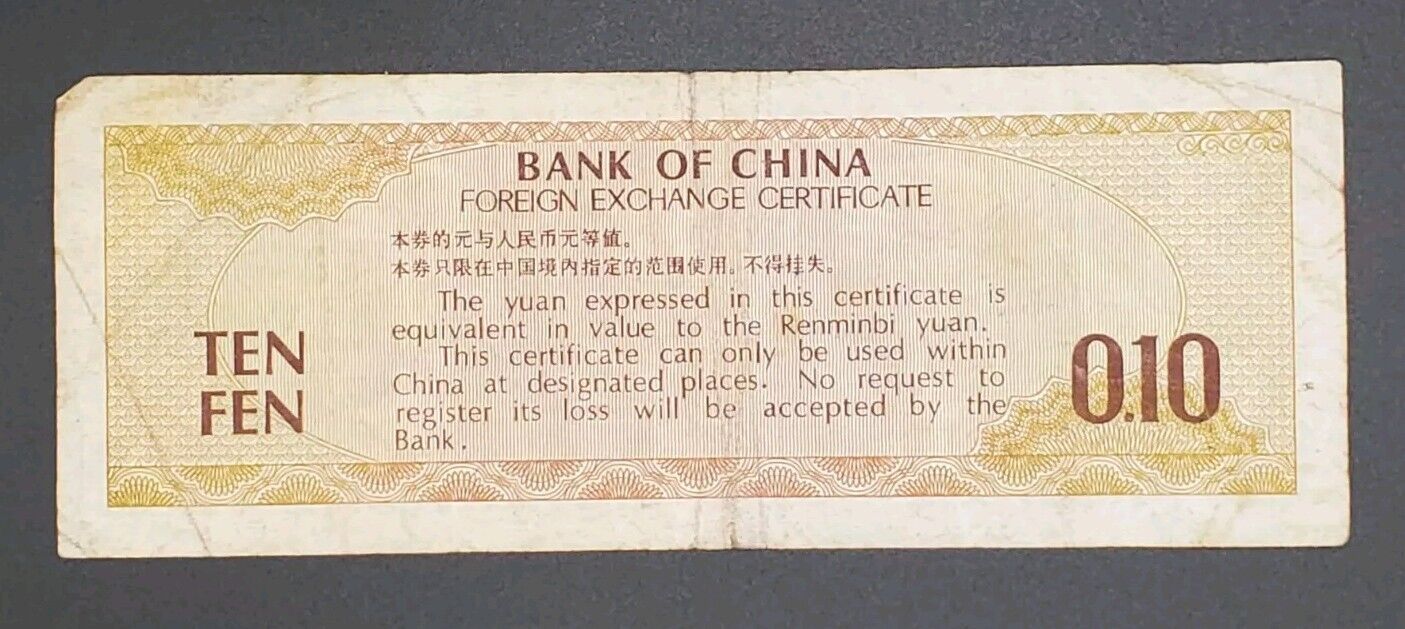 BANK OF CHINA
FOREIGN EXCHANGE CERTIFICATE
本券的元与人民币元等值。
本券只限在中国境内指定的范围使用。不得挂失。
The yuan expressed in this certificate is
equivalent in value to the Renminbi yuan.
This certificate can only be used within
China at designated places. No request to
register its loss will be accepted by the
Bank.
TEN
FEN
0.10